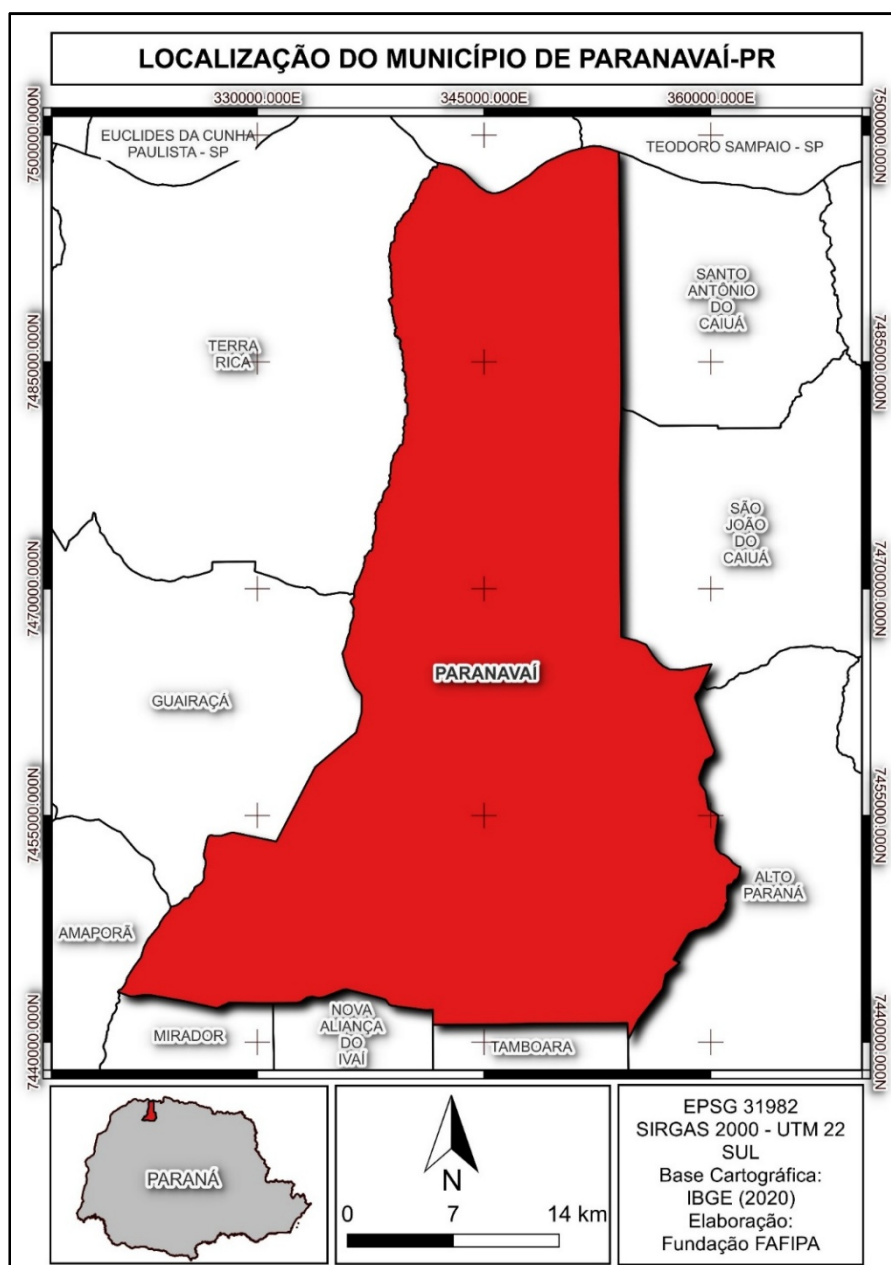 LOCALIZAÇÃO DO MUNICÍPIO DE PARANAVAÍ-PR
330000.000E
345000.000E
360000.000E
7500000.000N
7500000.000N
EUCLIDES DA CUNHA
PAULISTA - SP
TEODORO SAMPAIO - SP
SANTO
ANTÔNIO
DO
CAIUÁ
TERRA
RICA
7485000.000N
7485000.000N
SÃO
JOÃO
DO
CAIUÁ
7470000.000N
7470000.000N
PARANAVAÍ
GUAIRAÇÁ
7455000.000N
7455000.000N
ALTO
PARANÁ
AMAPORÃ
MIRADOR
NOVA
ALIANÇA
DO
IVAÍ
TAMBOARA
7440000.000N
7440000.000N
PARANÁ
N
0 7 14 km
EPSG 31982
SIRGAS 2000 - UTM 22
SUL
Base Cartográfica:
IBGE (2020)
Elaboração:
Fundação FAFIPA